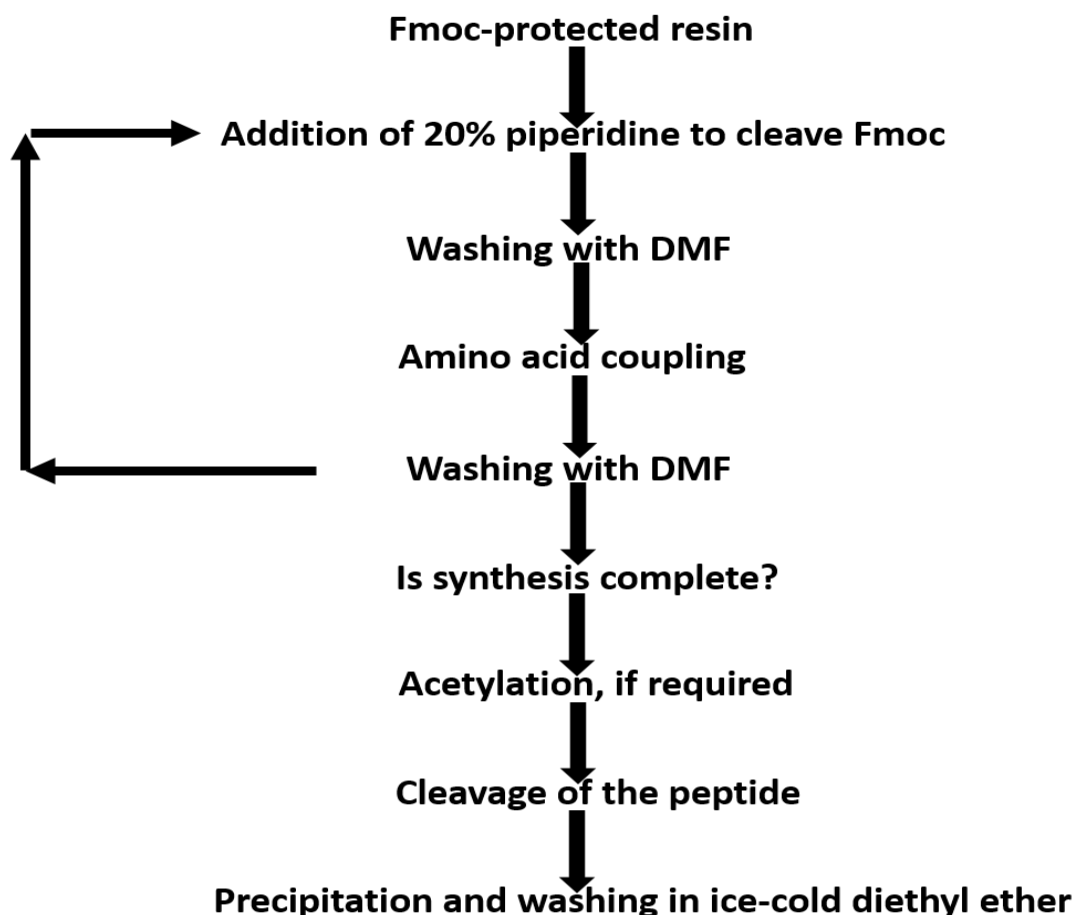 Fmoc-protected resin
Addition of 20% piperidine to cleave Fmoc
Washing with DMF
Amino acid coupling
Washing with DMF
Is synthesis complete?
Acetylation, if required
Cleavage of the peptide
Precipitation and washing in ice-cold diethyl ether